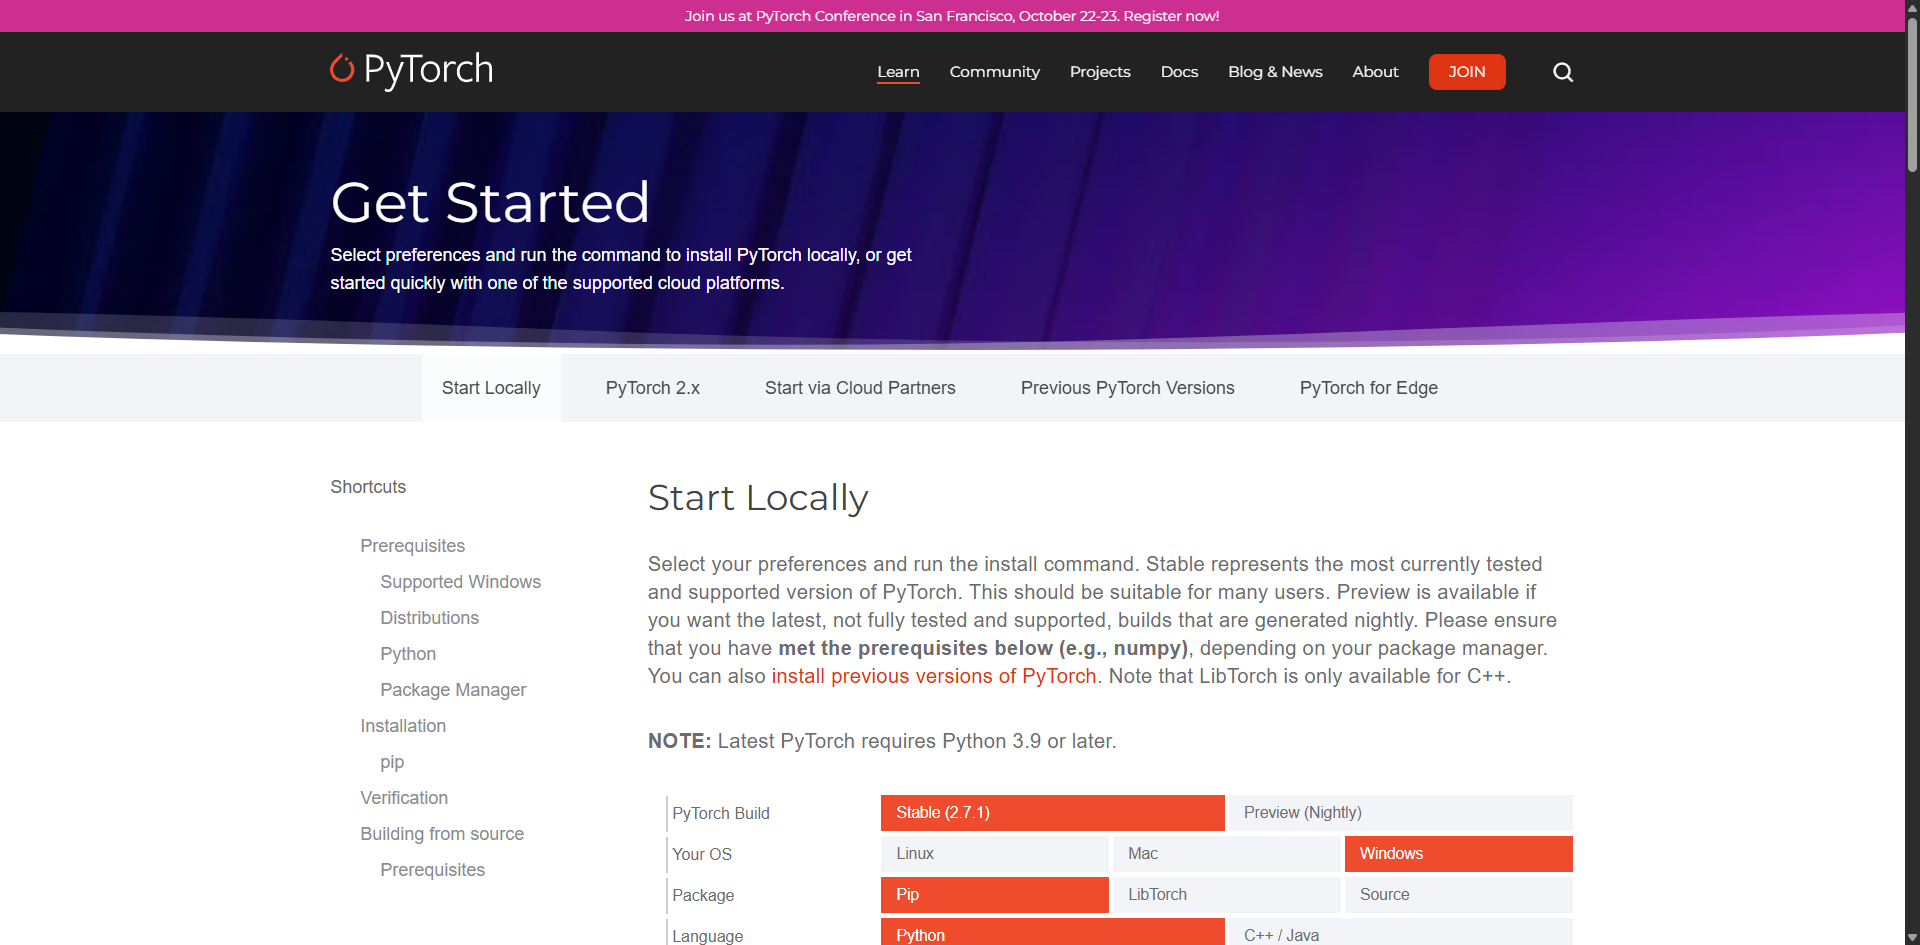 Join us at PyTorch Conference in San Francisco, October 22-23. Register now!
PyTorch
Learn
Community
Projects
Docs
Blog & News
About
JOIN
Get Started
Select preferences and run the command to install PyTorch locally, or get
started quickly with one of the supported cloud platforms.
Start Locally
PyTorch 2.x
Start via Cloud Partners
Previous PyTorch Versions
PyTorch for Edge
Shortcuts
Prerequisites
Supported Windows
Distributions
Python
Package Manager
Installation
pip
Verification
Building from source
Prerequisites
Start Locally
Select your preferences and run the install command. Stable represents the most currently tested
and supported version of PyTorch. This should be suitable for many users. Preview is available if
you want the latest, not fully tested and supported, builds that are generated nightly. Please ensure
that you have met the prerequisites below (e.g., numpy), depending on your package manager.
You can also install previous versions of PyTorch. Note that LibTorch is only available for C++.
NOTE: Latest PyTorch requires Python 3.9 or later.
PyTorch Build
Stable (2.7.1)
Preview (Nightly)
Your OS
Linux
Mac
Windows
Package
Pip
LibTorch
Source
Language
Python
C++ / Java